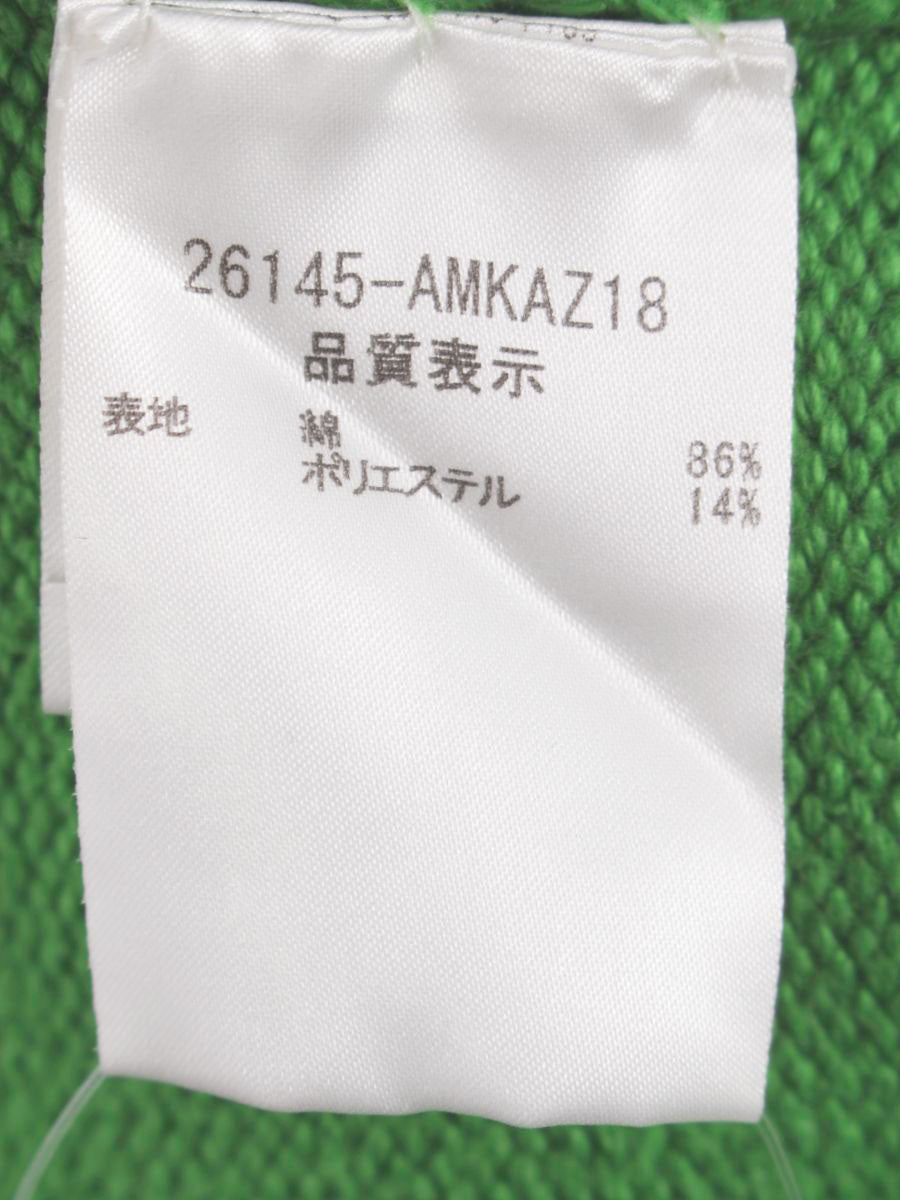 26145-AMKAZ18
品質表示
表地 綿 86%
ポリエステル 14%